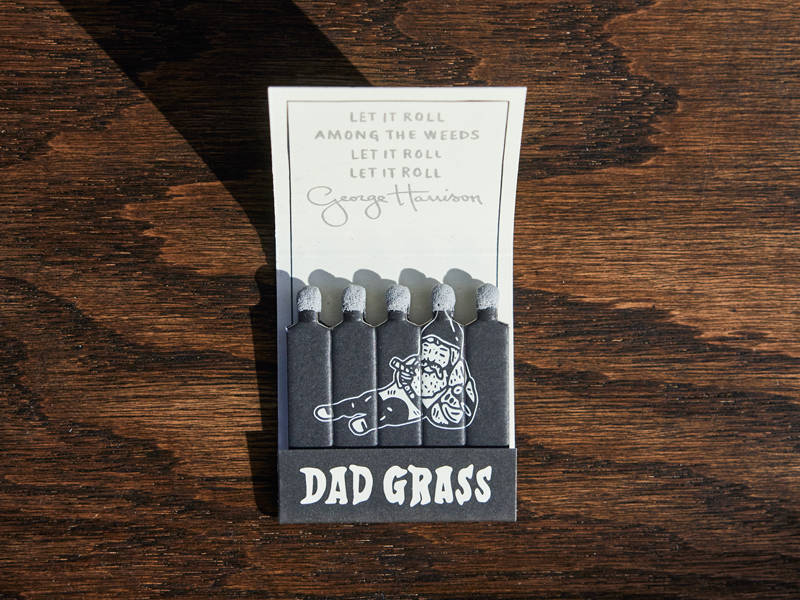 LET IT ROLL
AMONG THE WEEDS
LET IT ROLL
LET IT ROLL
George Harrison
DAD GRASS